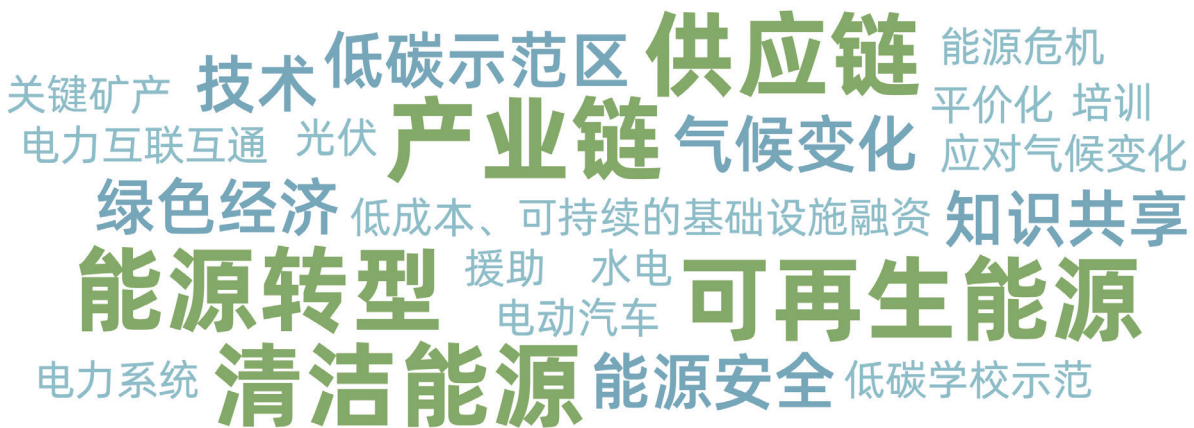 低碳示范区
供应链
能源危机
关键矿产
技术
产业链
气候变化
平价化
培训
电力互联互通
光伏
应对气候变化
绿色经济
低成本、可持续的基础设施融资
知识共享
能源转型
援助
水电
可再生能源
电动汽车
电力系统
清洁能源
能源安全
低碳学校示范